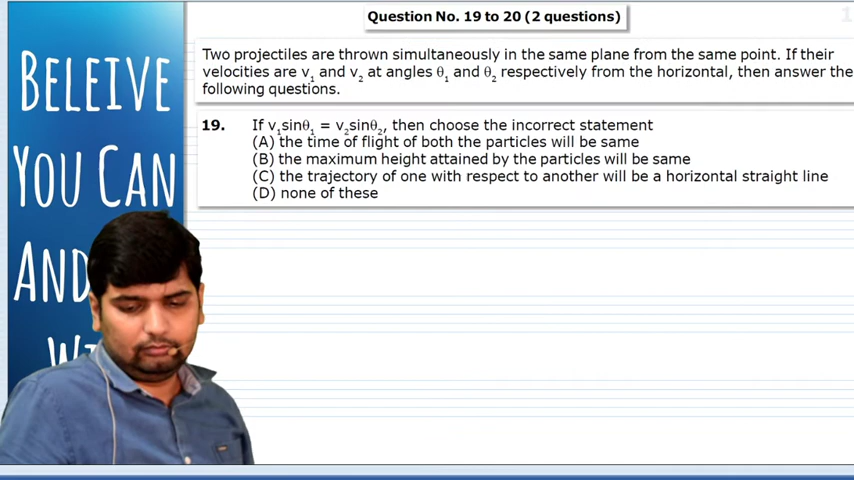 Question No. 19 to 20 (2 questions)
1
BELEIVE
YOU CAN
AND
Two projectiles are thrown simultaneously in the same plane from the same point. If their
velocities are v₁ and v₂ at angles θ₁ and θ₂ respectively from the horizontal, then answer the
following questions.
19. If v₁sinθ₁ = v₂sinθ₂, then choose the incorrect statement
(A) the time of flight of both the particles will be same
(B) the maximum height attained by the particles will be same
(C) the trajectory of one with respect to another will be a horizontal straight line
(D) none of these